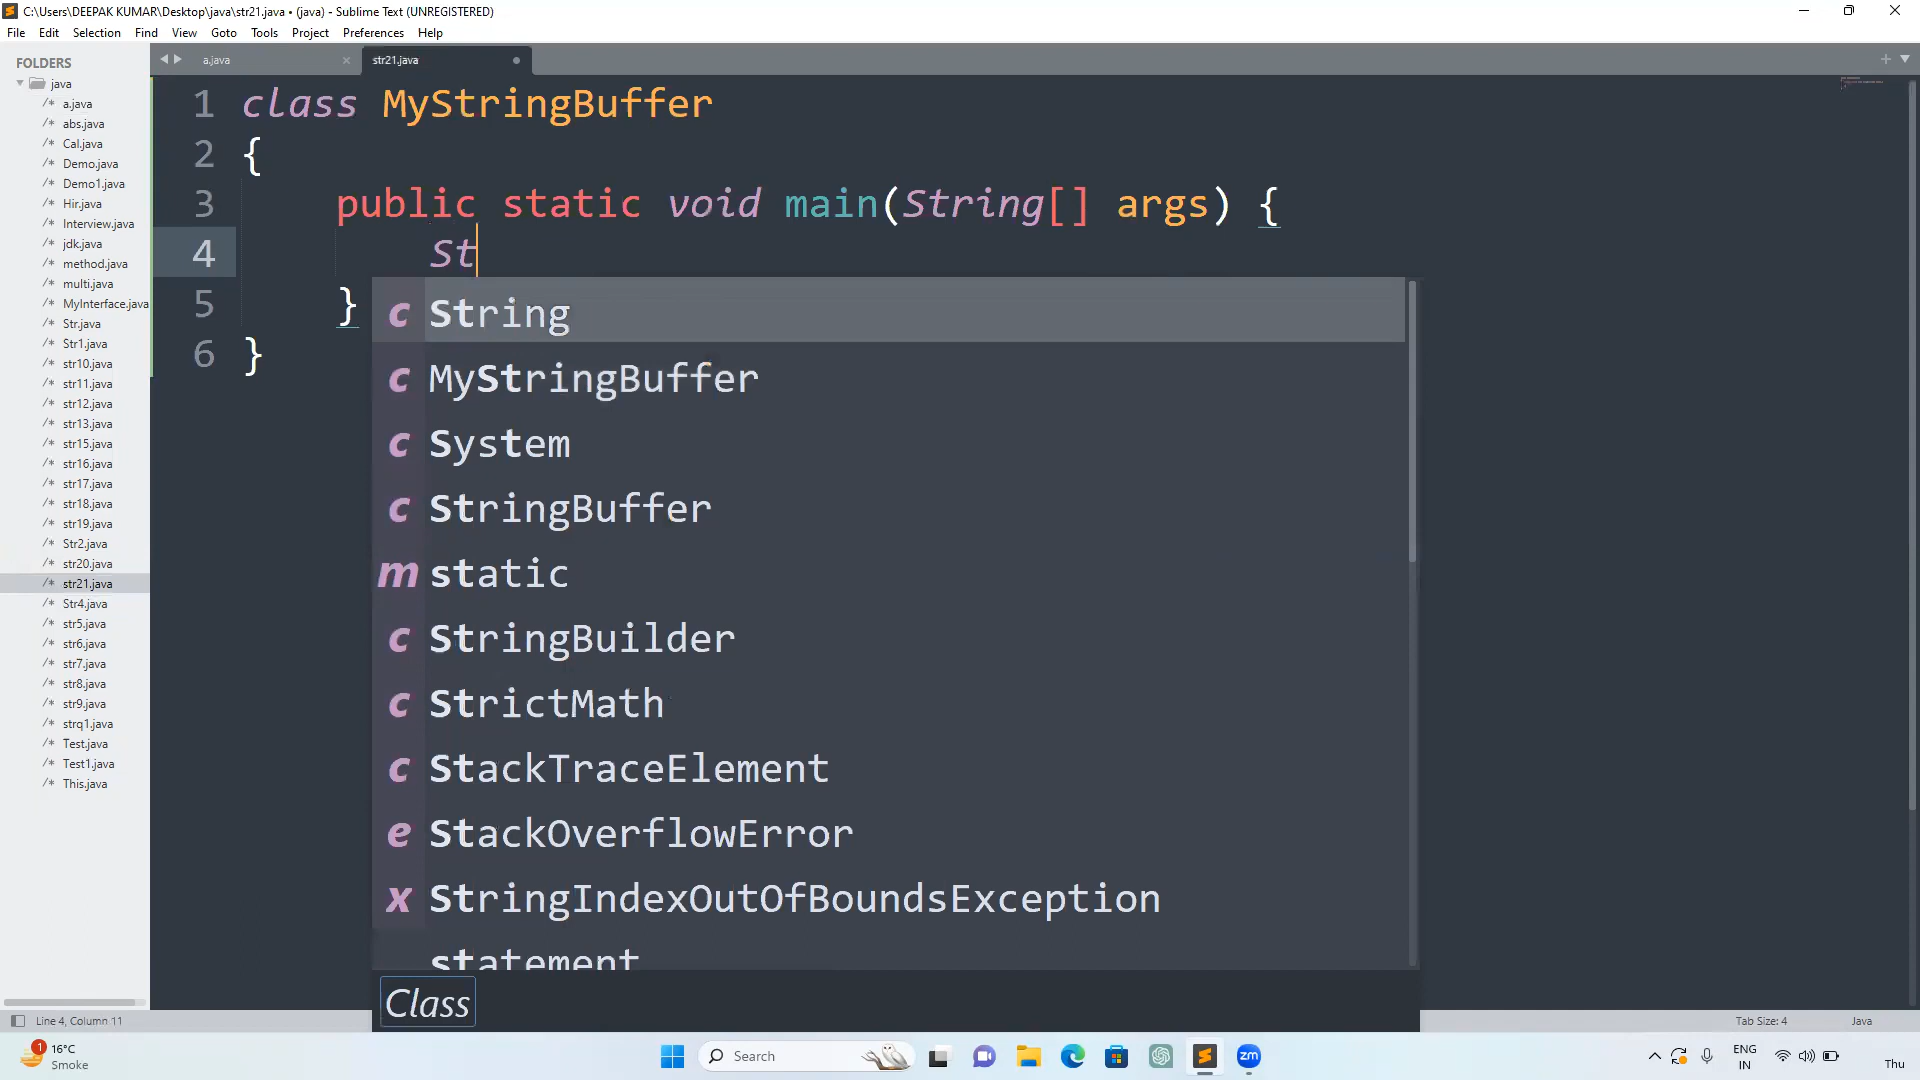 C:\Users\DEEPAK KUMAR\Desktop\java\str21.java • (java) - Sublime Text (UNREGISTERED)
File Edit Selection Find View Goto Tools Project Preferences Help
FOLDERS
java
a.java
abs.java
Cal.java
Demo.java
Demo1.java
Hir.java
Interview.java
jdk.java
method.java
multi.java
MyInterface.java
Str.java
Str1.java
str10.java
str11.java
str12.java
str13.java
str15.java
str16.java
str17.java
str18.java
str19.java
Str2.java
str20.java
str21.java
Str4.java
str5.java
str6.java
str7.java
str8.java
str9.java
strq1.java
Test.java
Test1.java
This.java
a.java str21.java
1 class MyStringBuffer
2 {
3 public static void main(String[] args) {
4 St
5 }
6 }
c String
c MyStringBuffer
c System
c StringBuffer
m static
c StringBuilder
c StrictMath
c StackTraceElement
e StackOverflowError
x StringIndexOutOfBoundsException
statement
Class
Line 4, Column 11 Tab Size: 4 Java
1
16°C
Smoke
Search
zm
ENG
IN
Thu